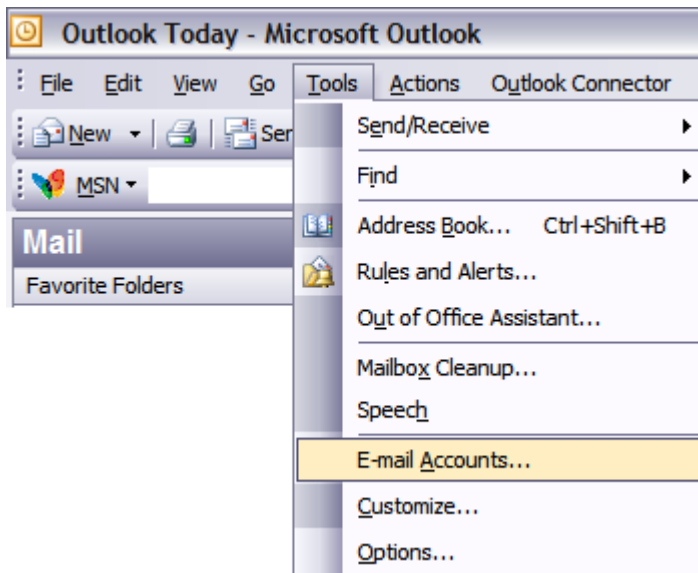 Outlook Today - Microsoft Outlook
File Edit View Go Tools Actions Outlook Connector
New Ser
MSN
Mail
Favorite Folders
Send/Receive
Find
Address Book... Ctrl+Shift+B
Rules and Alerts...
Out of Office Assistant...
Mailbox Cleanup...
Speech
E-mail Accounts...
Customize...
Options...